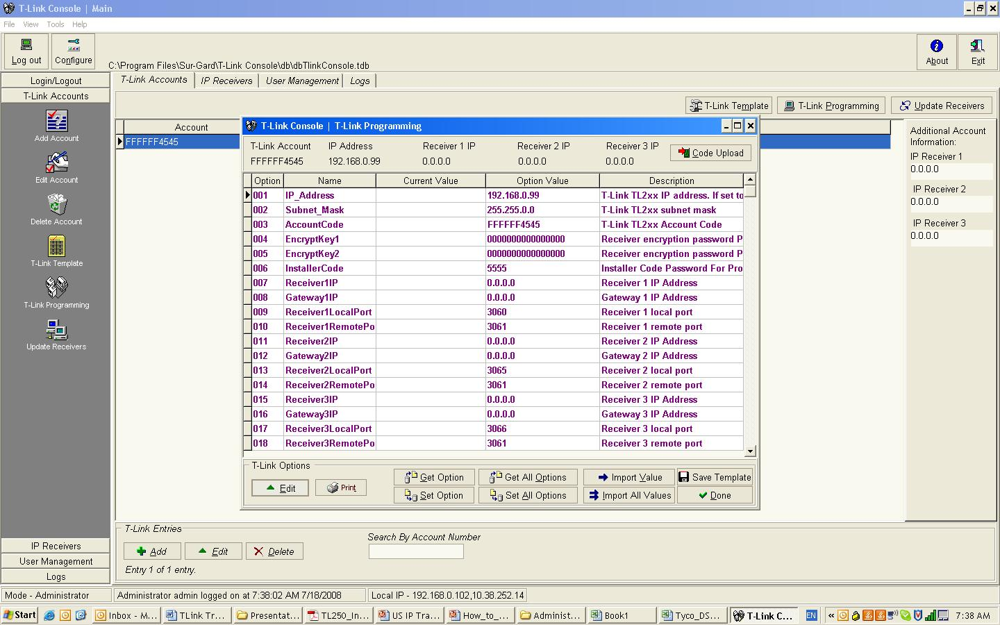 T-Link Console | Main
File View Tools Help
Log out Configure C:\Program Files\Sur-Gard\T-Link Console\db\dbTlinkConsole.tdb About Exit
Login/Logout
T-Link Accounts
Add Account
Edit Account
Delete Account
T-Link Template
T-Link Programming
Update Receivers
IP Receivers
User Management
Logs
T-Link Accounts IP Receivers User Management Logs
T-Link Template T-Link Programming Update Receivers
Account
FFFFFF4545
T-Link Console | T-Link Programming
T-Link Account IP Address Receiver 1 IP Receiver 2 IP Receiver 3 IP
FFFFFF4545 192.168.0.99 0.0.0.0 0.0.0.0 0.0.0.0 Code Upload
Option Name Current Value Option Value Description
001 IP_Address 192.168.0.99 T-Link TL2xx IP address. If set to
002 Subnet_Mask 255.255.0.0 T-Link TL2xx subnet mask
003 AccountCode FFFFFF4545 T-Link TL2xx Account Code
004 EncryptKey1 0000000000000000 Receiver encryption password P
005 EncryptKey2 0000000000000000 Receiver encryption password P
006 InstallerCode 5555 Installer Code Password For Pro
007 Receiver1IP 0.0.0.0 Receiver 1 IP Address
008 Gateway1IP 0.0.0.0 Gateway 1 IP Address
009 Receiver1LocalPort 3060 Receiver 1 local port
010 Receiver1RemotePo 3061 Receiver 1 remote port
011 Receiver2IP 0.0.0.0 Receiver 2 IP Address
012 Gateway2IP 0.0.0.0 Gateway 2 IP Address
013 Receiver2LocalPort 3065 Receiver 2 local port
014 Receiver2RemotePo 3061 Receiver 2 remote port
015 Receiver3IP 0.0.0.0 Receiver 3 IP Address
016 Gateway3IP 0.0.0.0 Gateway 3 IP Address
017 Receiver3LocalPort 3066 Receiver 3 local port
018 Receiver3RemotePo 3061 Receiver 3 remote port
T-Link Options
Edit Print Get Option Get All Options Import Value Save Template
Set Option Set All Options Import All Values Done
Additional Account
Information:
IP Receiver 1
0.0.0.0
IP Receiver 2
0.0.0.0
IP Receiver 3
0.0.0.0
T-Link Entries
Search By Account Number
Add Edit Delete
Entry 1 of 1 entry.
Mode - Administrator Administrator admin logged on at 7:38:02 AM 7/18/2008 Local IP - 192.168.0.102,10.38.252.14
Start Inbox - M... TLink Tr... Presentat... TL250_In... US IP Tra... How_to_... Administ... Book1 Tyco_DS... T-Link C... EN « 7:38 AM